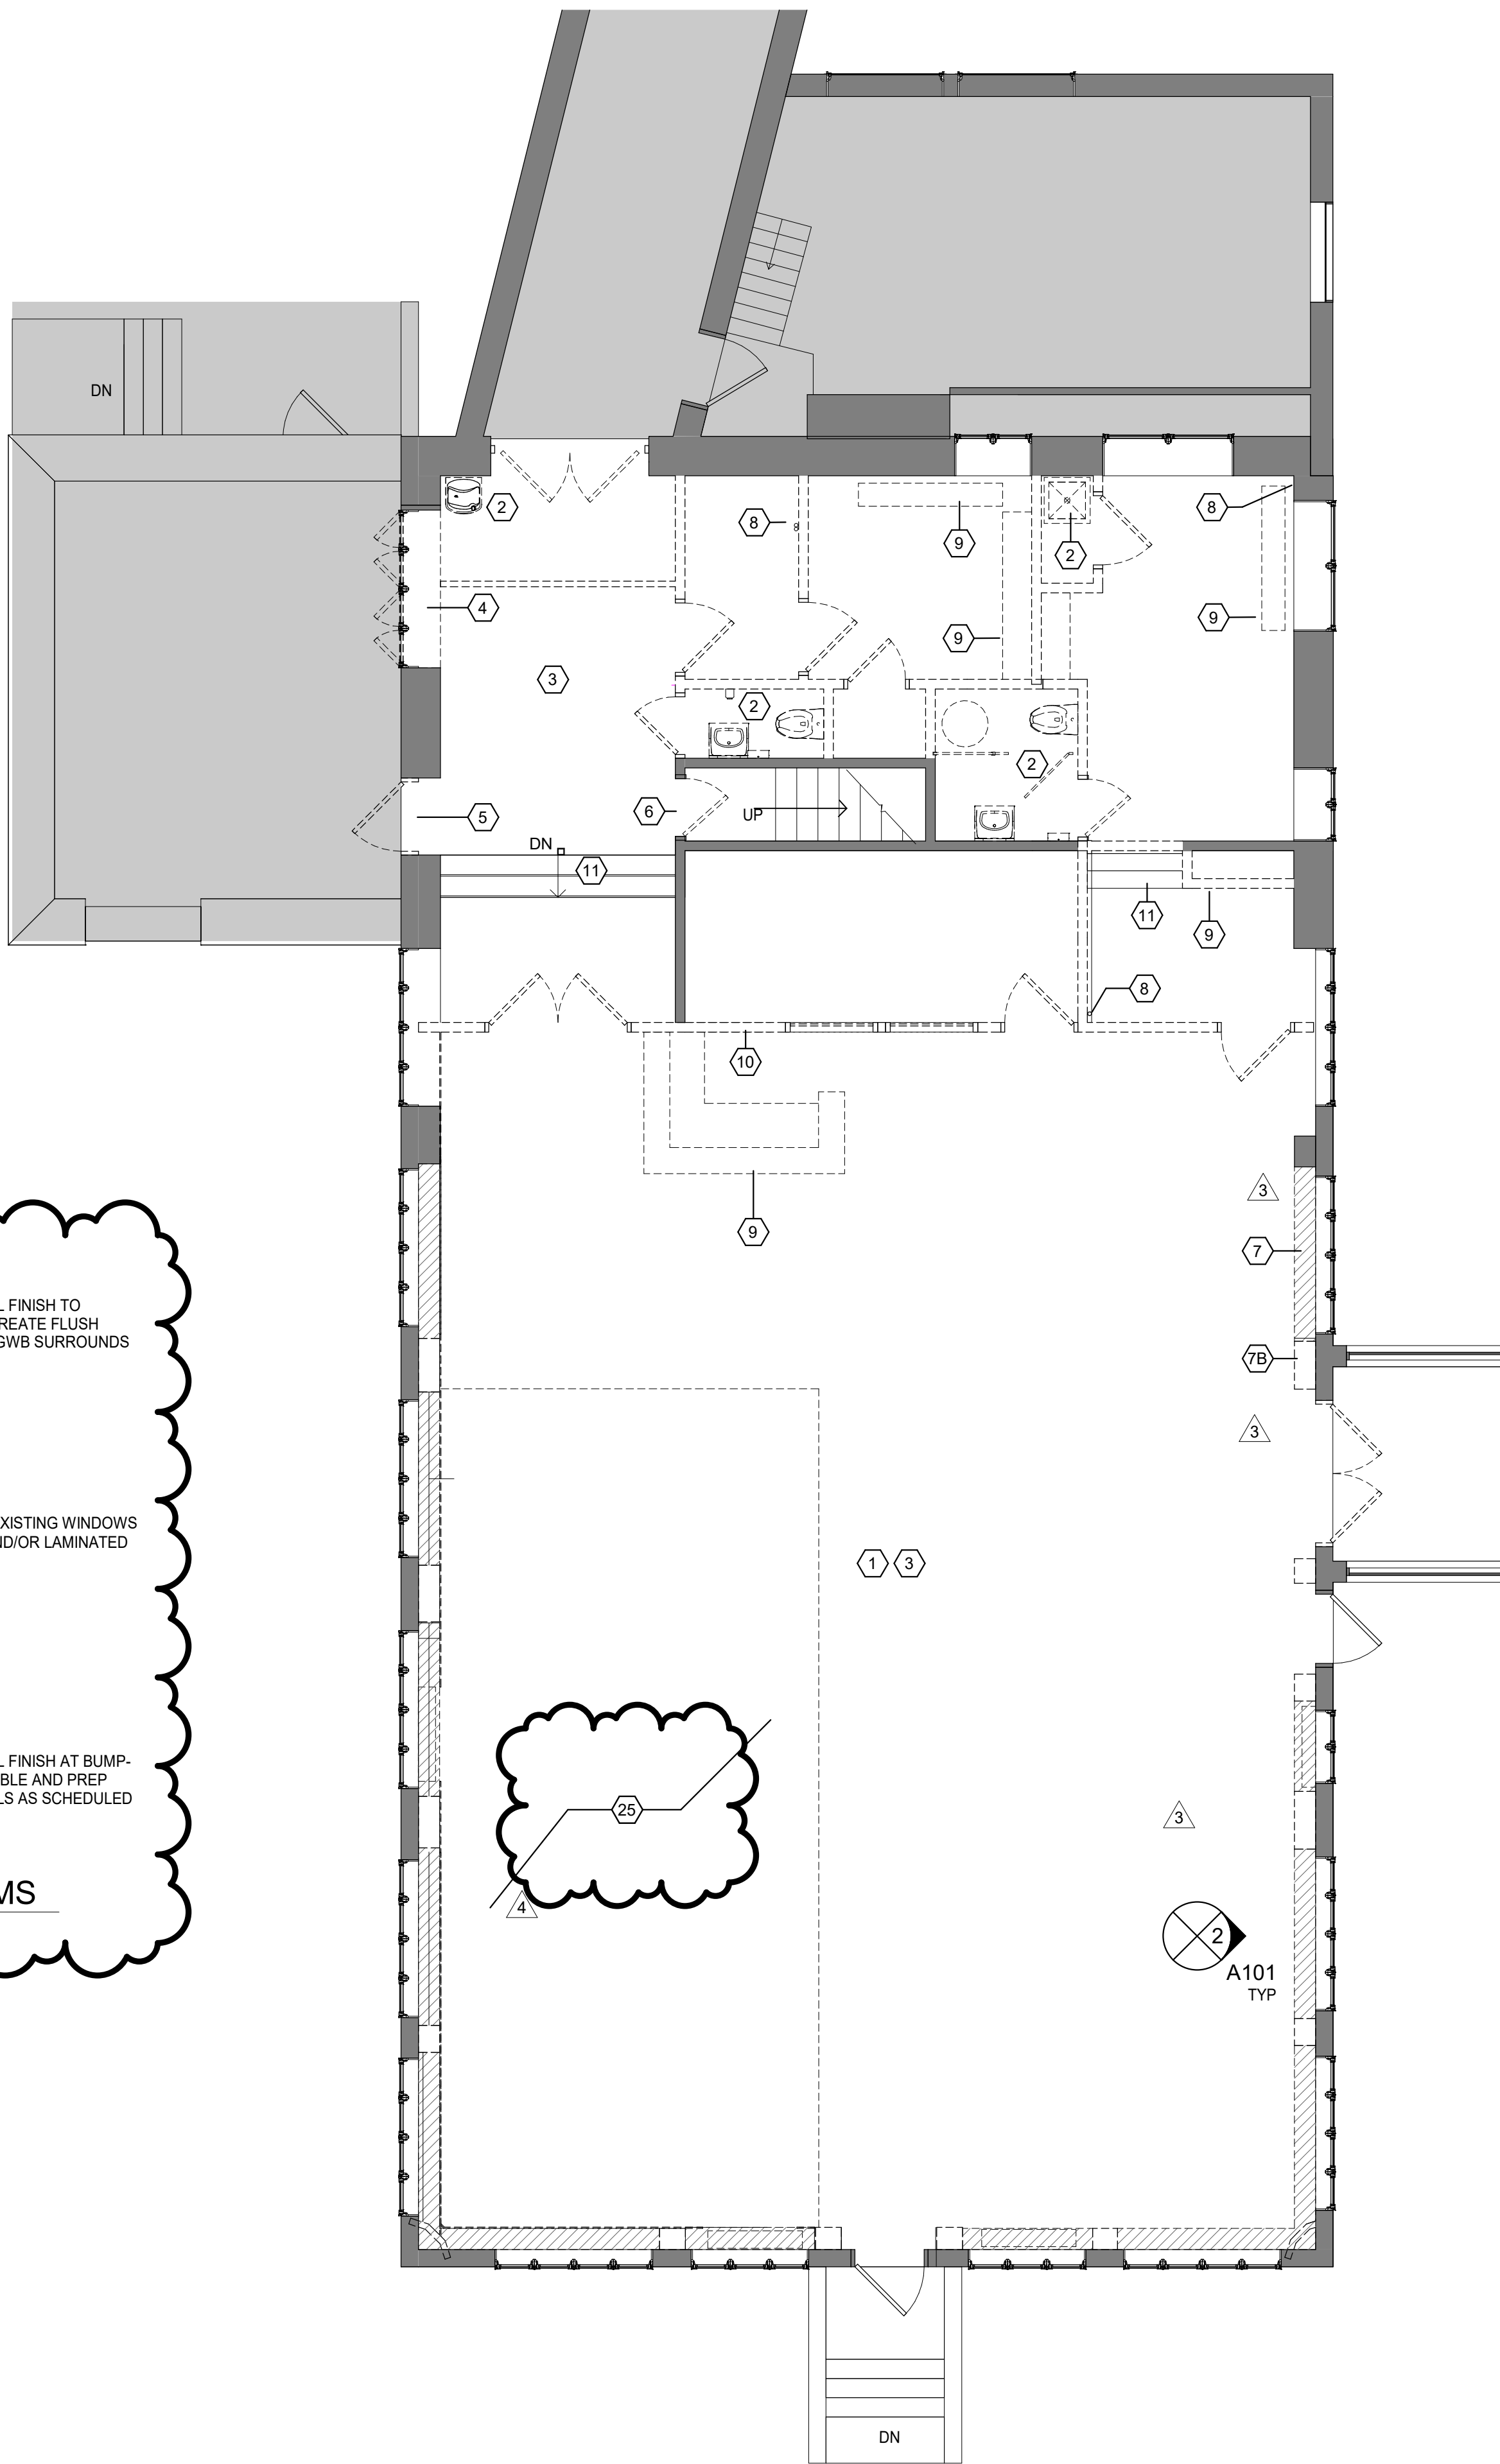 DN
2
8
9
2
8
4
9
9
3
2
2
5
6
UP
DN
11
11
9
8
10
3
9
7
L FINISH TO
REATE FLUSH
GWB SURROUNDS
7B
3
XISTING WINDOWS
ND/OR LAMINATED
1 3
L FINISH AT BUMP-
BLE AND PREP
LS AS SCHEDULED
25
3
MS
4
2
A101
TYP
DN